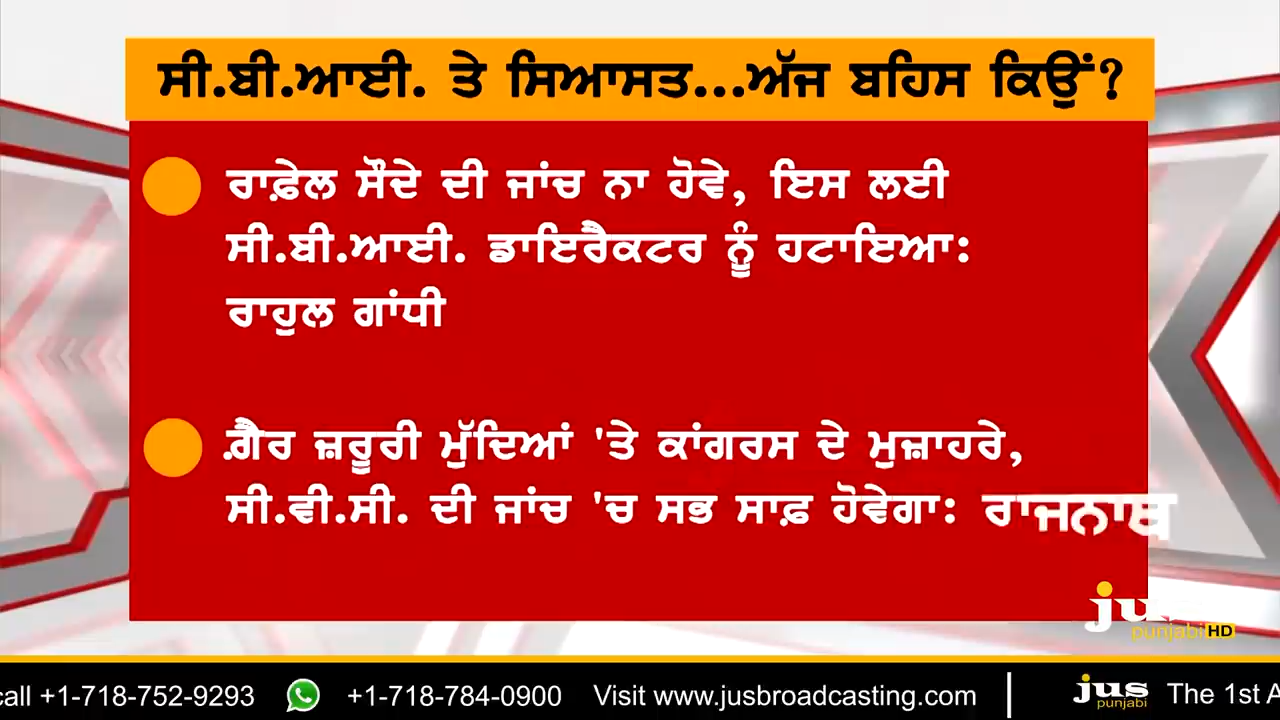 ਸੀ.ਬੀ.ਆਈ. ਤੇ ਸਿਆਸਤ...ਅੱਜ ਬਹਿਸ ਕਿਉਂ?
ਰਾਫ਼ੇਲ ਸੌਦੇ ਦੀ ਜਾਂਚ ਨਾ ਹੋਵੇ, ਇਸ ਲਈ
ਸੀ.ਬੀ.ਆਈ. ਡਾਇਰੈਕਟਰ ਨੂੰ ਹਟਾਇਆ:
ਰਾਹੁਲ ਗਾਂਧੀ
ਗ਼ੈਰ ਜ਼ਰੂਰੀ ਮੁੱਦਿਆਂ 'ਤੇ ਕਾਂਗਰਸ ਦੇ ਮੁਜ਼ਾਹਰੇ,
ਸੀ.ਵੀ.ਸੀ. ਦੀ ਜਾਂਚ 'ਚ ਸਭ ਸਾਫ਼ ਹੋਵੇਗਾ: ਰਾਜਨਾਥ
jus
punjabi HD
call +1-718-752-9293 +1-718-784-0900 Visit www.jusbroadcasting.com | jus punjabi The 1st A